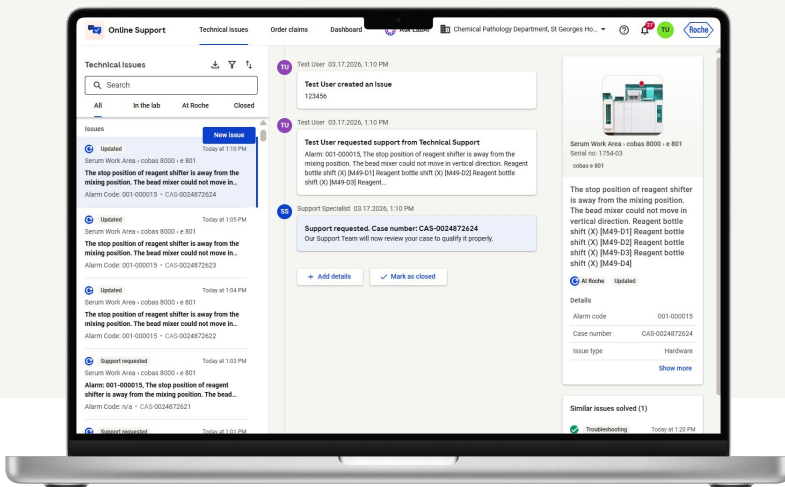 Online Support
Technical issues
Order claims
Dashboard
Ask LabAI
Chemical Pathology Department, St Georges Ho...
27
TU
Roche
Technical Issues
Search
All
In the lab
At Roche
Closed
Issues
New issue
Updated
Today at 1:10 PM
Serum Work Area › cobas 8000 › e 801
The stop position of reagent shifter is away from the
mixing position. The bead mixer could not move in...
Alarm Code: 001-000015 • CAS-0024872624
Updated
Today at 1:05 PM
Serum Work Area › cobas 8000 › e 801
The stop position of reagent shifter is away from the
mixing position. The bead mixer could not move in...
Alarm Code: 001-000015 • CAS-0024872623
Updated
Today at 1:04 PM
Serum Work Area › cobas 8000 › e 801
The stop position of reagent shifter is away from the
mixing position. The bead mixer could not move in...
Alarm Code: 001-000015 • CAS-0024872622
Support requested
Today at 1:03 PM
Serum Work Area › cobas 8000 › e 801
Alarm: 001-000015, The stop position of reagent
shifter is away from the mixing position. The bead...
Alarm Code: n/a • CAS-0024872621
Support requested
Today at 1:01 PM
TU
Test User 03.17.2026, 1:10 PM
Test User created an Issue
123456
TU
Test User 03.17.2026, 1:10 PM
Test User requested support from Technical Support
Alarm: 001-000015, The stop position of reagent shifter is away from the
mixing position. The bead mixer could not move in vertical direction. Reagent
bottle shift (X) [M49-D1] Reagent bottle shift (X) [M49-D2] Reagent bottle
shift (X) [M49-D3] Reagent...
SS
Support Specialist 03.17.2026, 1:10 PM
Support requested. Case number: CAS-0024872624
Our Support Team will now review your case to qualify it properly.
+ Add details
Mark as closed
Serum Work Area › cobas 8000 › e 801
Serial no: 1754-03
cobas e 801
The stop position of reagent shifter
is away from the mixing position.
The bead mixer could not move in
vertical direction. Reagent bottle
shift (X) [M49-D1] Reagent bottle
shift (X) [M49-D2] Reagent bottle
shift (X) [M49-D3] Reagent bottle
shift (X) [M49-D4]
At Roche
Updated
Details
Alarm code
001-000015
Case number
CAS-0024872624
Issue type
Hardware
Show more
Similar issues solved (1)
Troubleshooting
Today at 1:20 PM